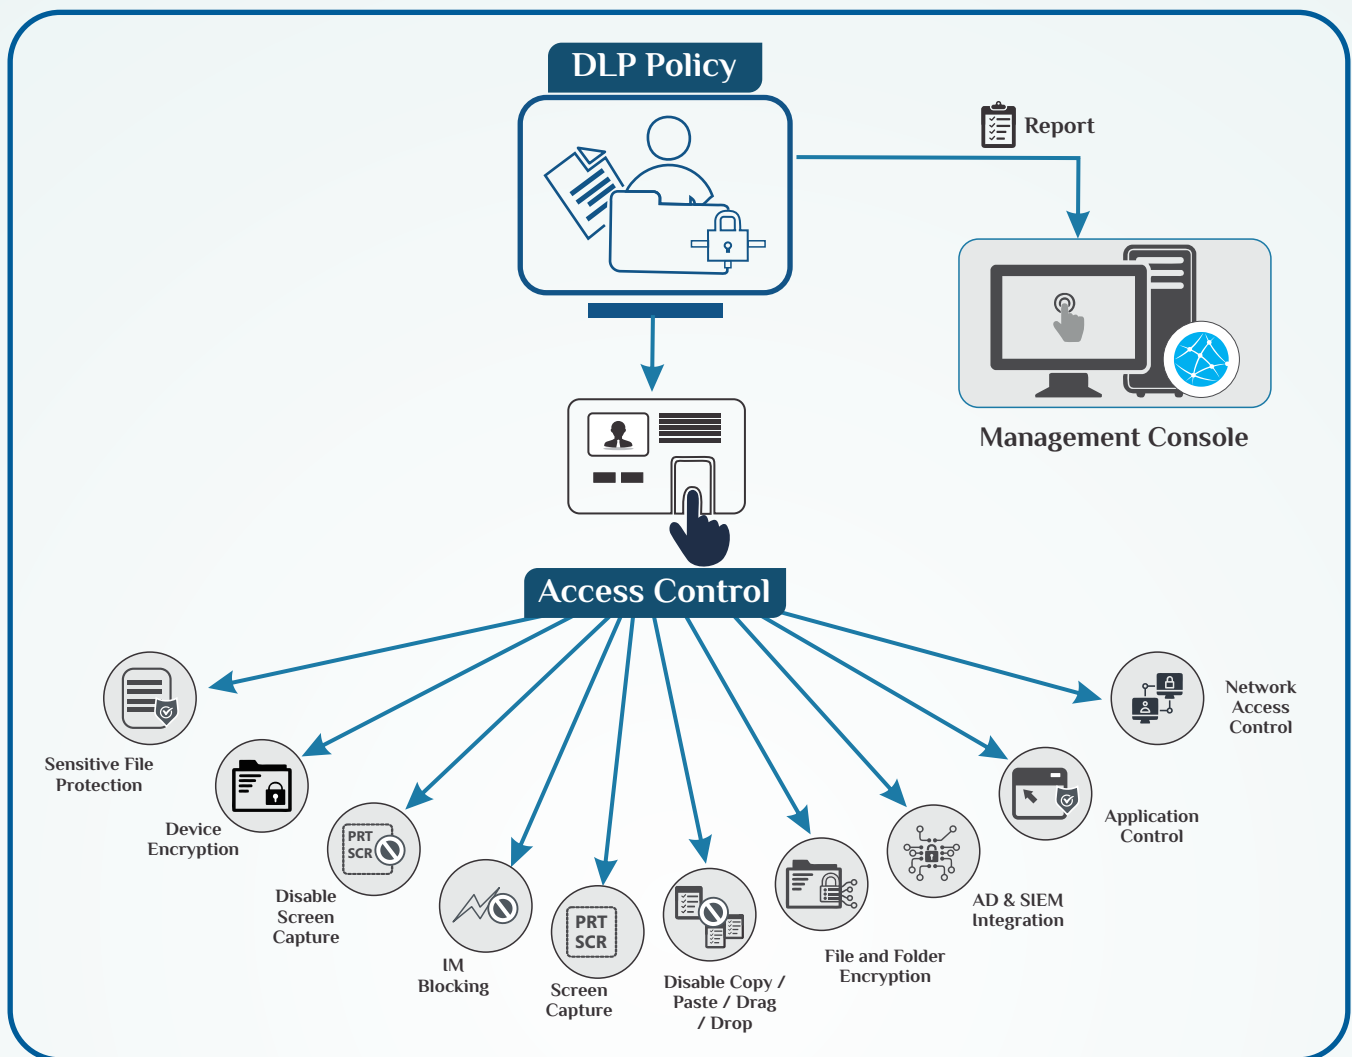 DLP Policy
Report
Management Console
Access Control
Sensitive File
Protection
Device
Encryption
PRT
SCR
Disable
Screen
Capture
IM
Blocking
PRT
SCR
Screen
Capture
Disable Copy /
Paste / Drag
/ Drop
File and Folder
Encryption
AD & SIEM
Integration
Application
Control
Network
Access
Control